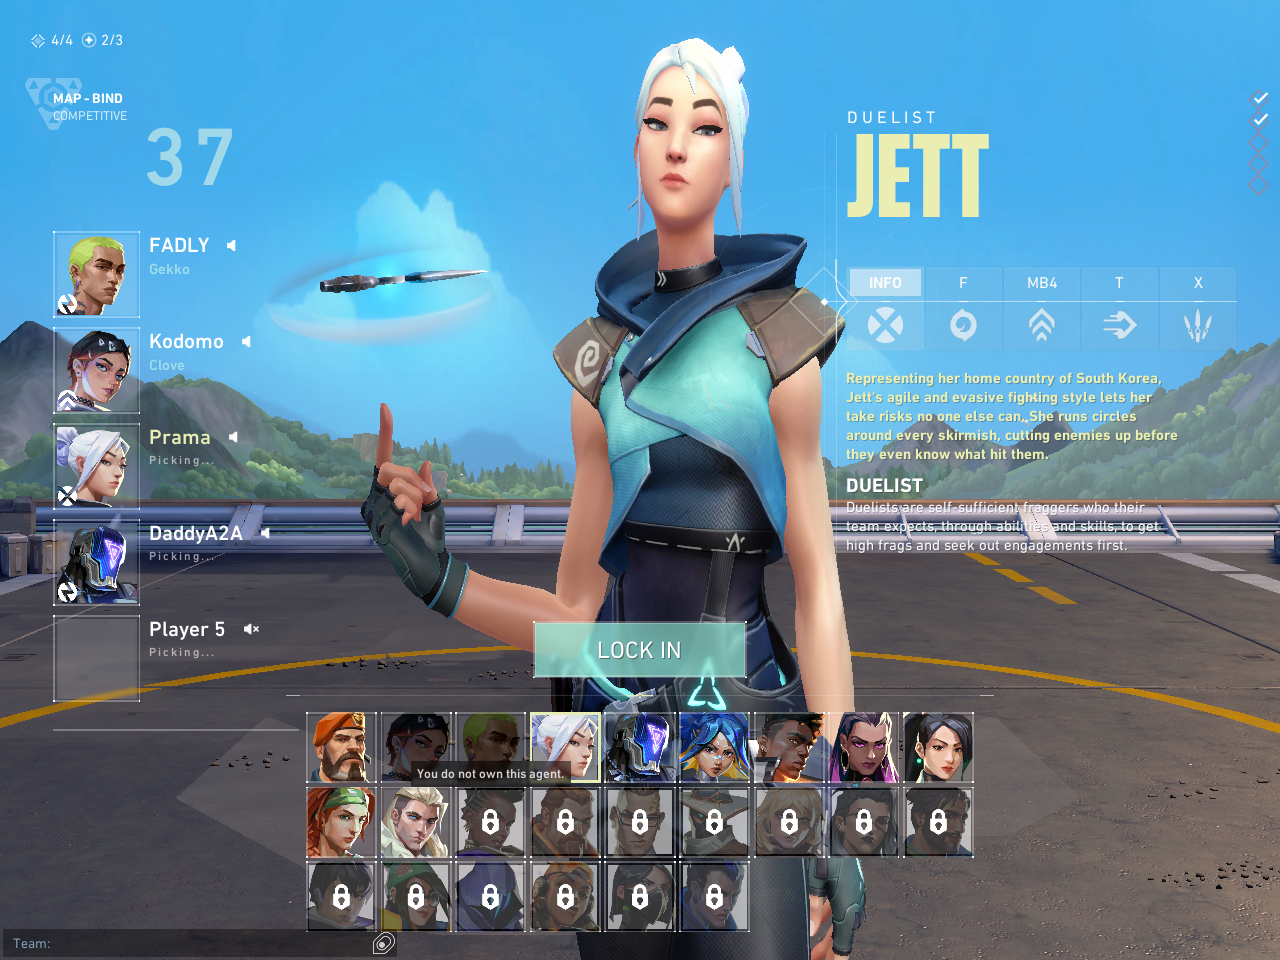 4/4 2/3
MAP - BIND
COMPETITIVE
37
FADLY
Gekko
Kodomo
Clove
Prama
Picking...
DaddyA2A
Picking...
Player 5
Picking...
DUELIST
JETT
INFO F MB4 T X
Representing her home country of South Korea,
Jett's agile and evasive fighting style lets her
take risks no one else can. She runs circles
around every skirmish, cutting enemies up before
they even know what hit them.
DUELIST
Duelists are self-sufficient fraggers who their
team expects, through abilities and skills, to get
high frags and seek out engagements first.
LOCK IN
You do not own this agent.
Team: